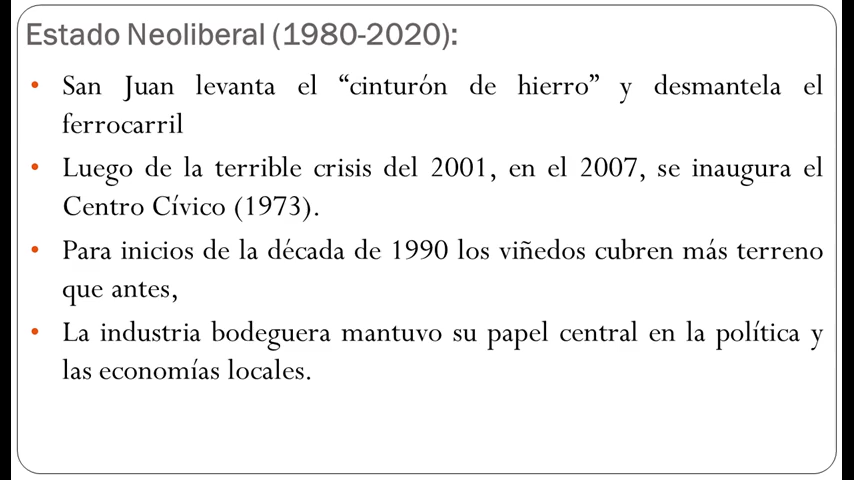 Estado Neoliberal (1980-2020):
• San Juan levanta el “cinturón de hierro” y desmantela el
ferrocarril
• Luego de la terrible crisis del 2001, en el 2007, se inaugura el
Centro Cívico (1973).
• Para inicios de la década de 1990 los viñedos cubren más terreno
que antes,
• La industria bodeguera mantuvo su papel central en la política y
las economías locales.